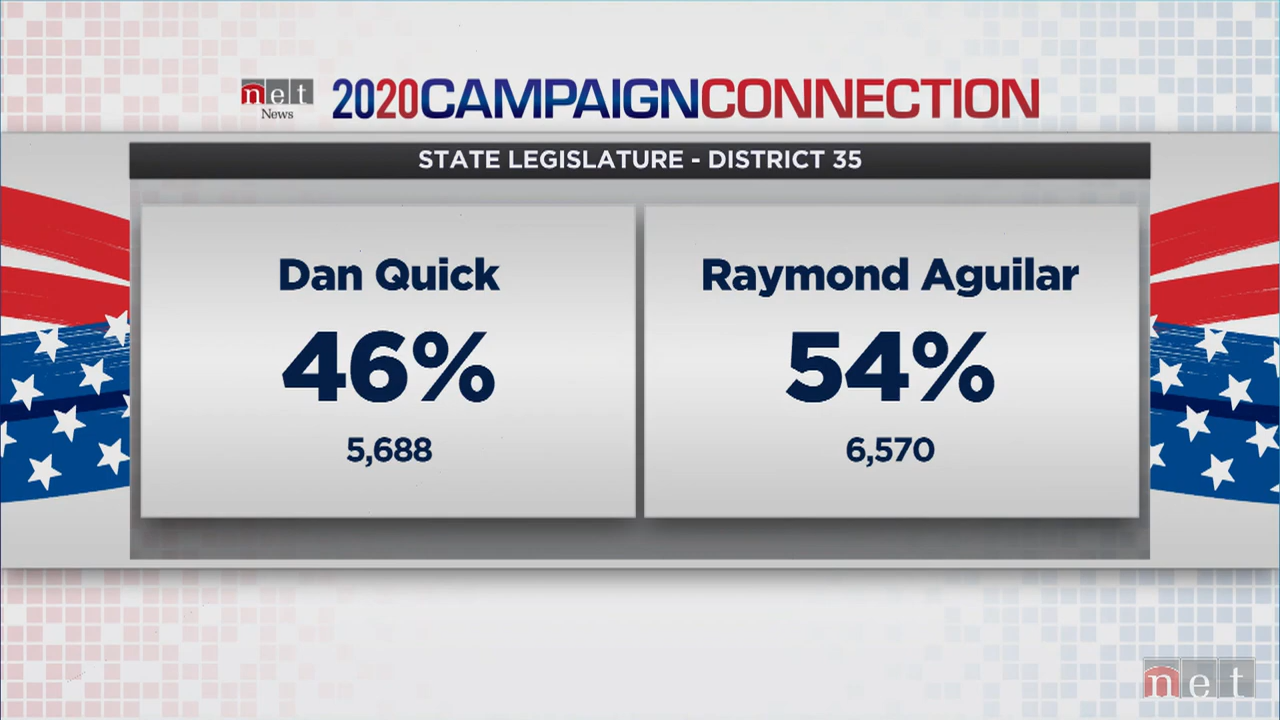 net
News
2020CAMPAIGNCONNECTION
STATE LEGISLATURE - DISTRICT 35
Dan Quick
46%
5,688
Raymond Aguilar
54%
6,570
net